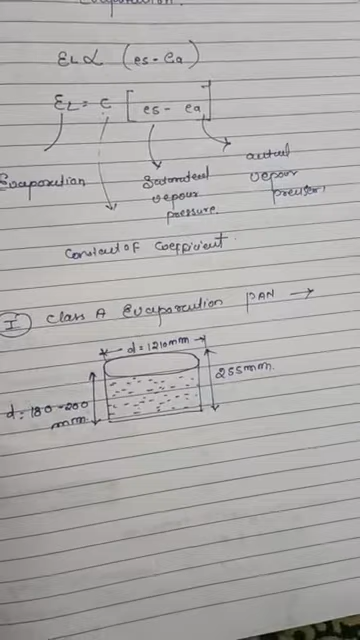 EL α (es - ea)
EL = c [es - ea]
Evaporation
Saturated
vapour
pressure.
actual
vapour
Constant of Coefficient
I Class A Evaporation PAN →
d = 1210mm
255mm.
d = 180-200
mm.